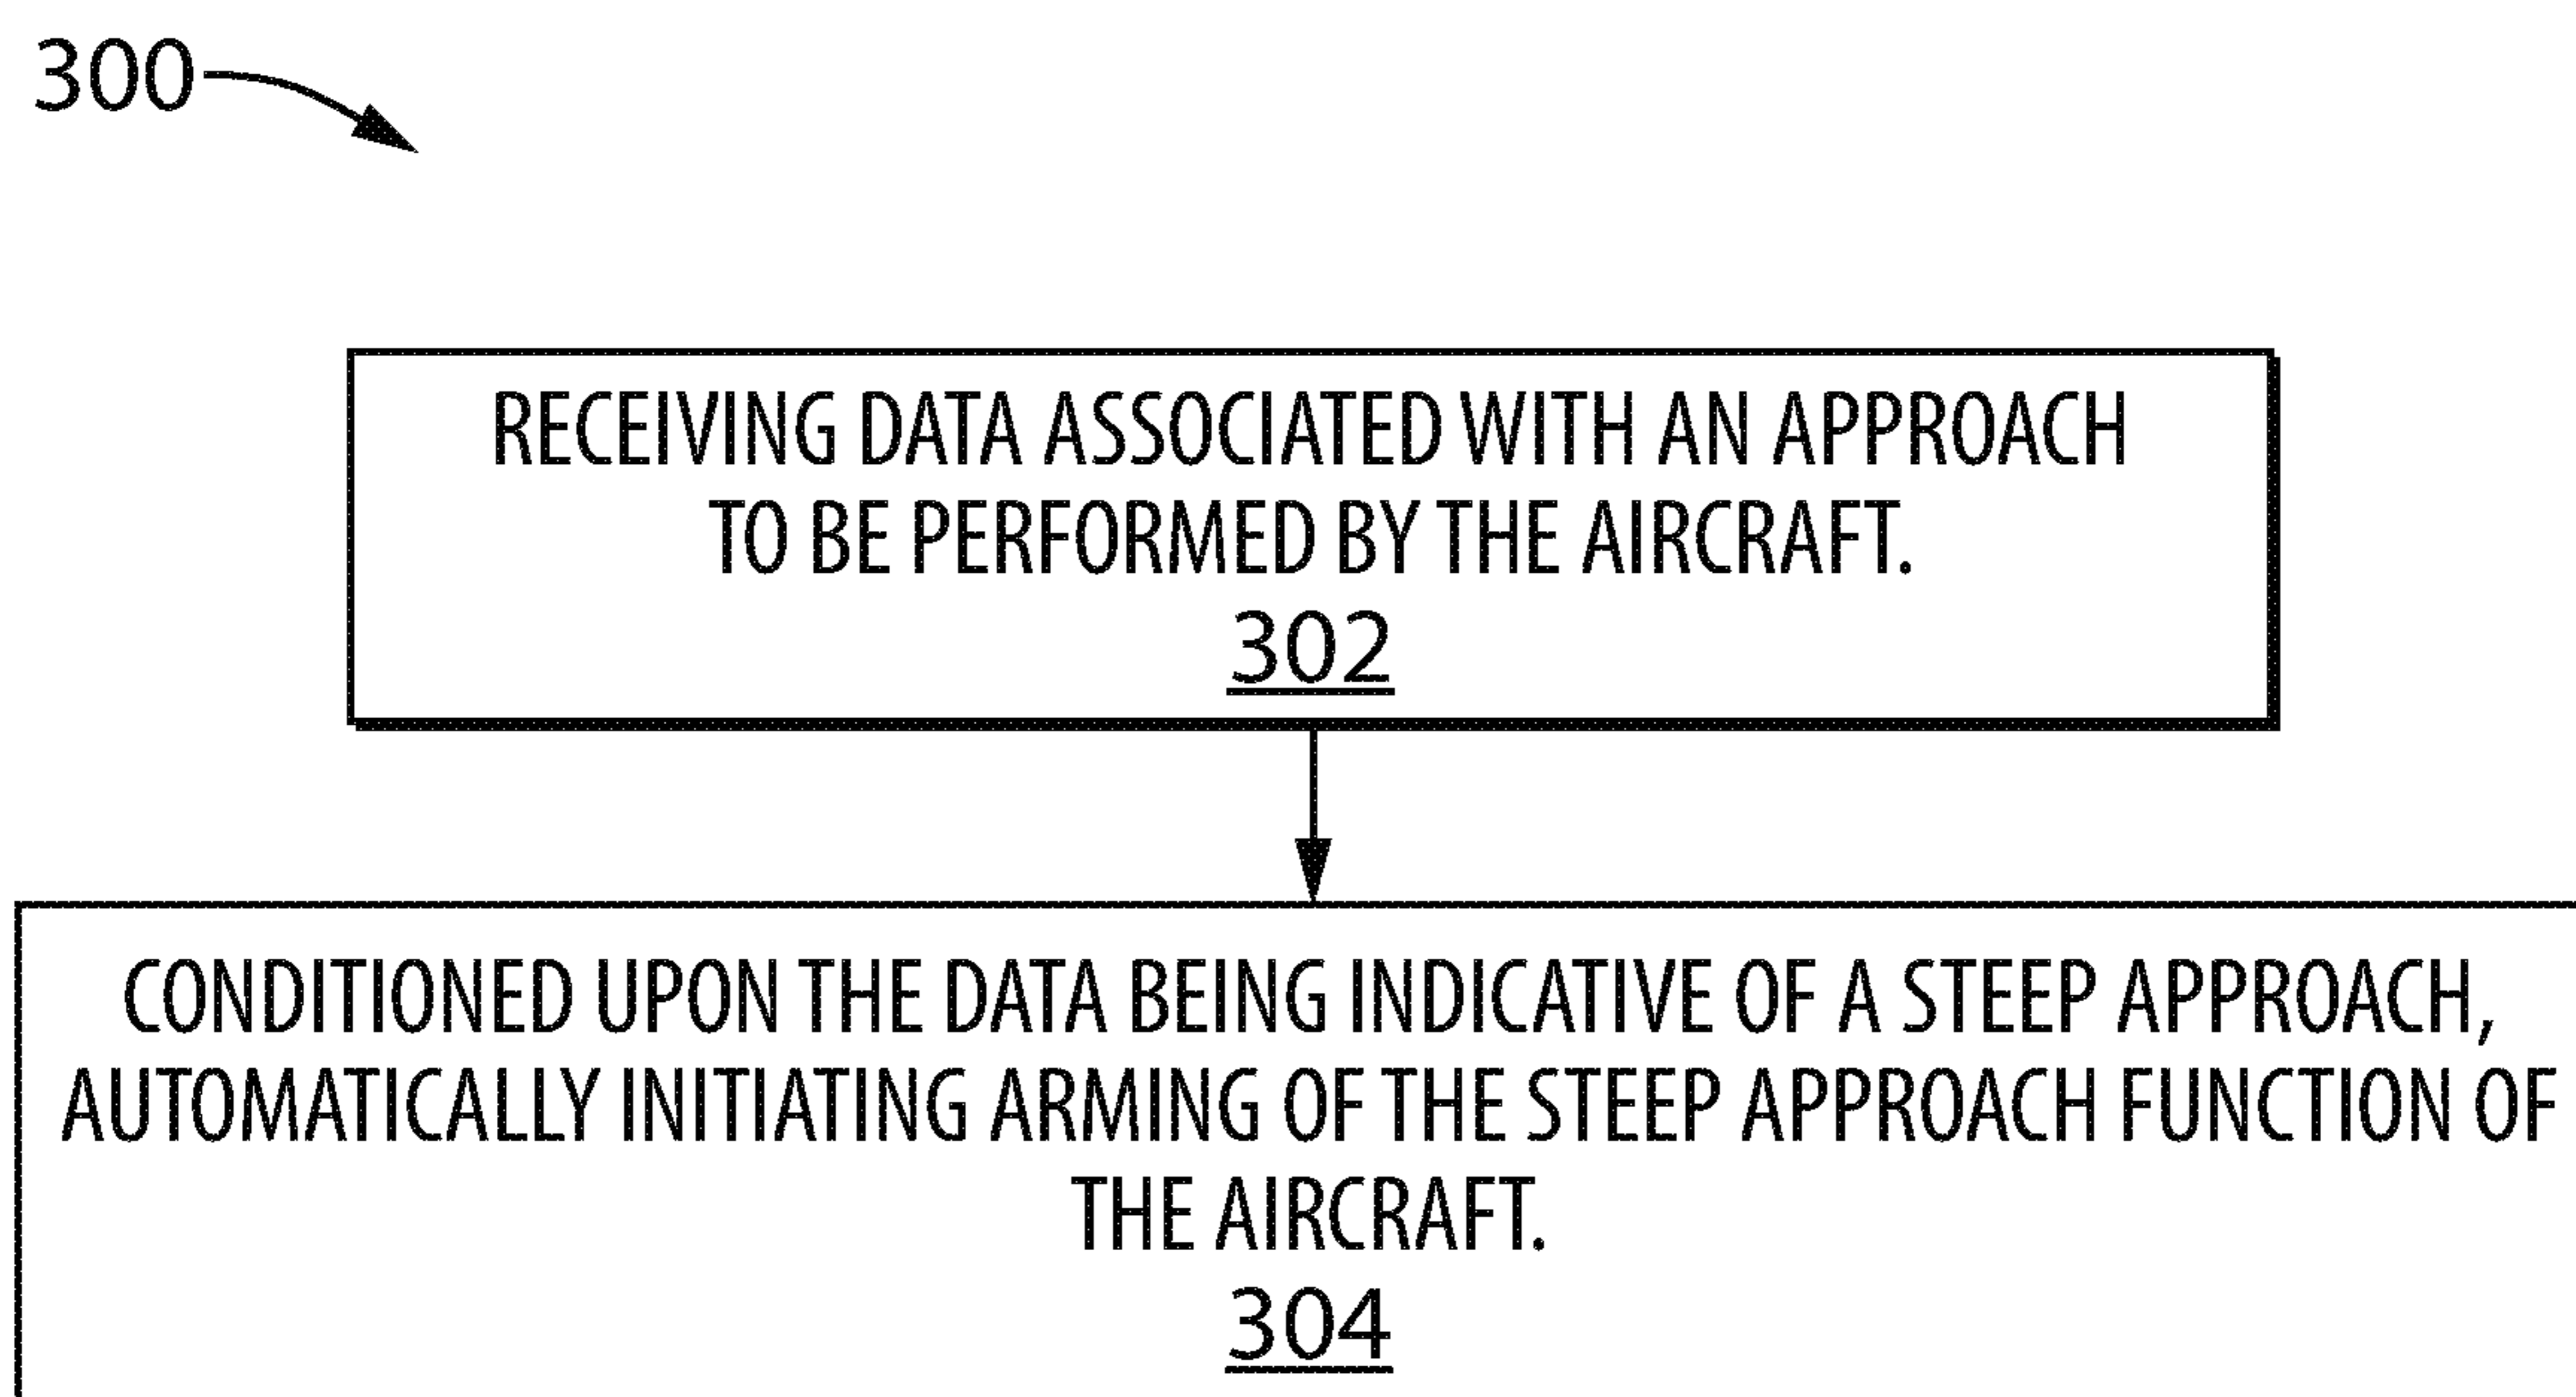 300
RECEIVING DATA ASSOCIATED WITH AN APPROACH
TO BE PERFORMED BY THE AIRCRAFT.
302
CONDITIONED UPON THE DATA BEING INDICATIVE OF A STEEP APPROACH,
AUTOMATICALLY INITIATING ARMING OF THE STEEP APPROACH FUNCTION OF
THE AIRCRAFT.
304